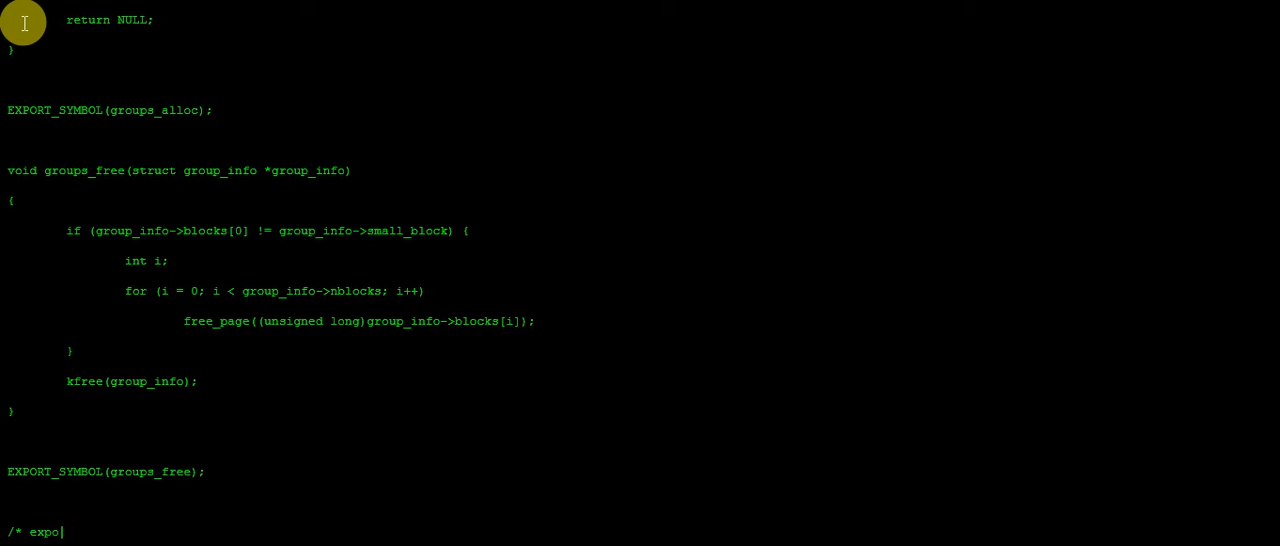 return NULL;
}
EXPORT_SYMBOL(groups_alloc);
void groups_free(struct group_info *group_info)
{
if (group_info->blocks[0] != group_info->small_block) {
int i;
for (i = 0; i < group_info->nblocks; i++)
free_page((unsigned long)group_info->blocks[i]);
}
kfree(group_info);
}
EXPORT_SYMBOL(groups_free);
/* expo